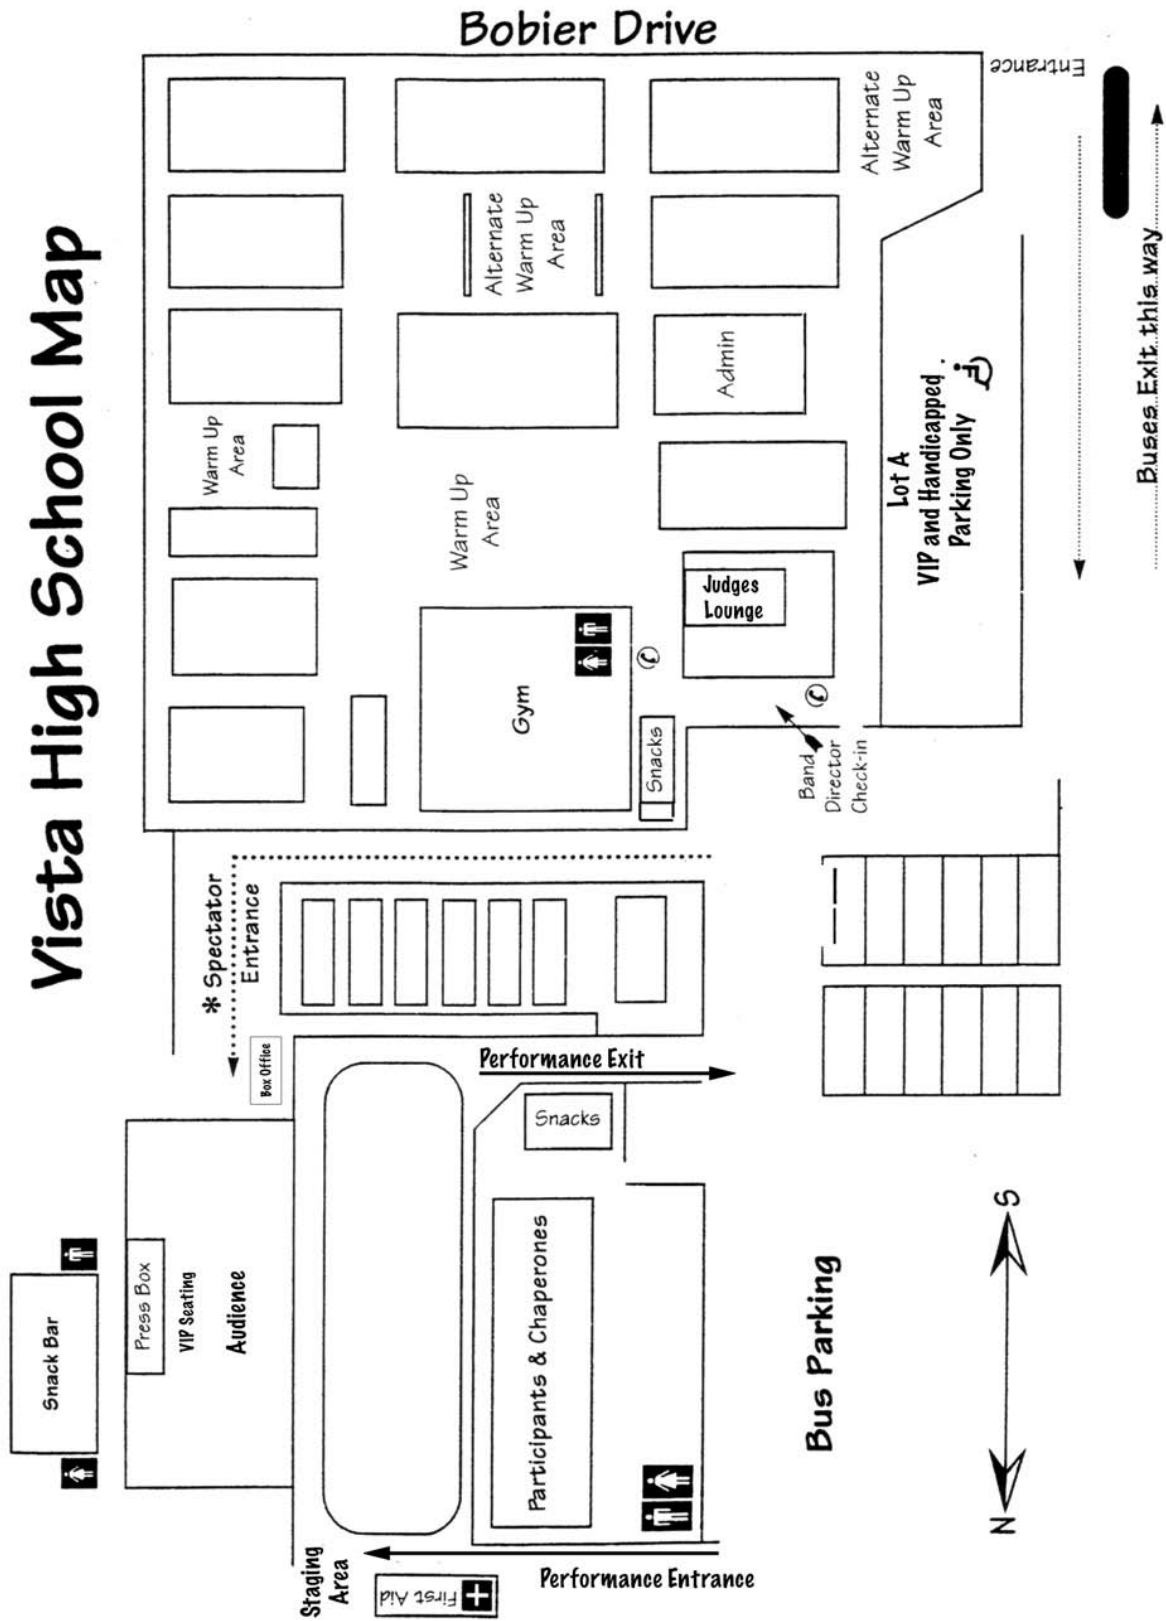 Vista High School Map
Bobier Drive
Entrance
Buses Exit this way
Alternate
Warm Up
Area
Alternate
Warm Up
Area
Admin
Lot A
VIP and Handicapped
Parking Only
Warm Up
Area
Warm Up
Area
Judges
Lounge
Gym
Snacks
Band
Director
Check-in
* Spectator
Entrance
Box Office
Performance Exit
Snacks
Snack Bar
Press Box
VIP Seating
Audience
Participants & Chaperones
Bus Parking
Staging
Area
First Aid
Performance Entrance
N
S